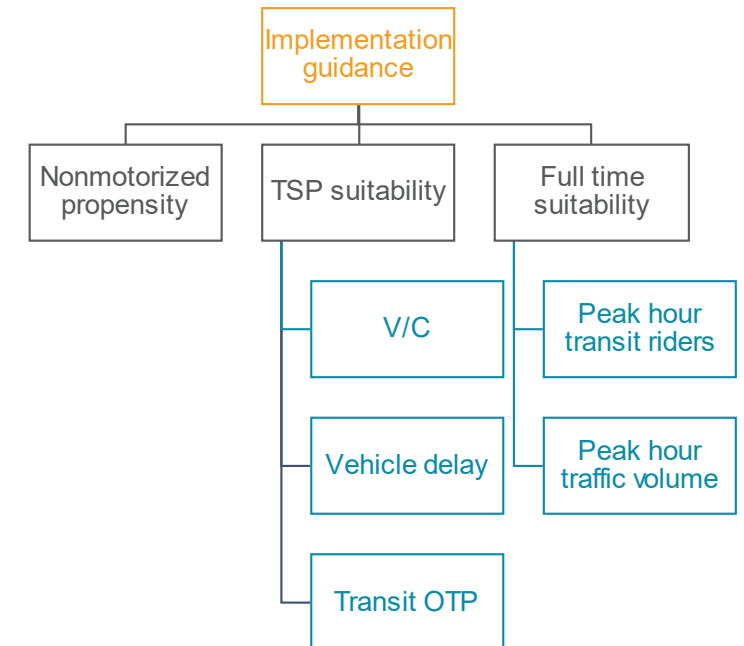 Implementation
guidance
Nonmotorized
propensity
TSP suitability
Full time
suitability
V/C
Peak hour
transit riders
Vehicle delay
Peak hour
traffic volume
Transit OTP